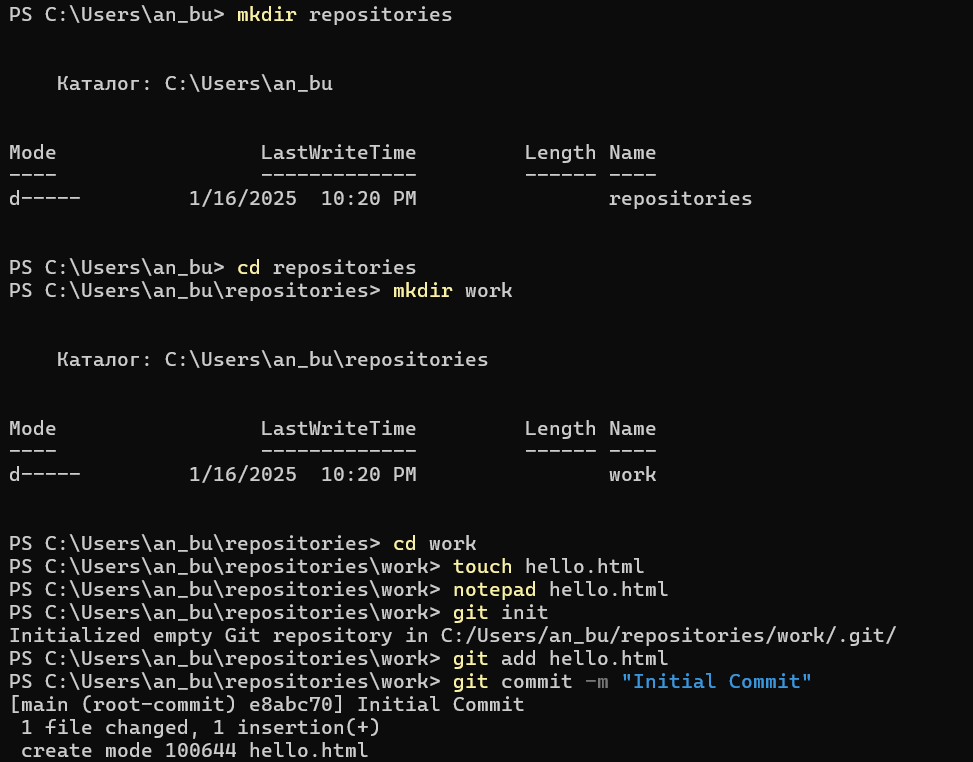 PS C:\Users\an_bu> mkdir repositories
    Каталог: C:\Users\an_bu
Mode                 LastWriteTime         Length Name
----                 -------------         ------ ----
d-----         1/16/2025  10:20 PM                repositories
PS C:\Users\an_bu> cd repositories
PS C:\Users\an_bu\repositories> mkdir work
    Каталог: C:\Users\an_bu\repositories
Mode                 LastWriteTime         Length Name
----                 -------------         ------ ----
d-----         1/16/2025  10:20 PM                work
PS C:\Users\an_bu\repositories> cd work
PS C:\Users\an_bu\repositories\work> touch hello.html
PS C:\Users\an_bu\repositories\work> notepad hello.html
PS C:\Users\an_bu\repositories\work> git init
Initialized empty Git repository in C:/Users/an_bu/repositories/work/.git/
PS C:\Users\an_bu\repositories\work> git add hello.html
PS C:\Users\an_bu\repositories\work> git commit -m "Initial Commit"
[main (root-commit) e8abc70] Initial Commit
 1 file changed, 1 insertion(+)
 create mode 100644 hello.html